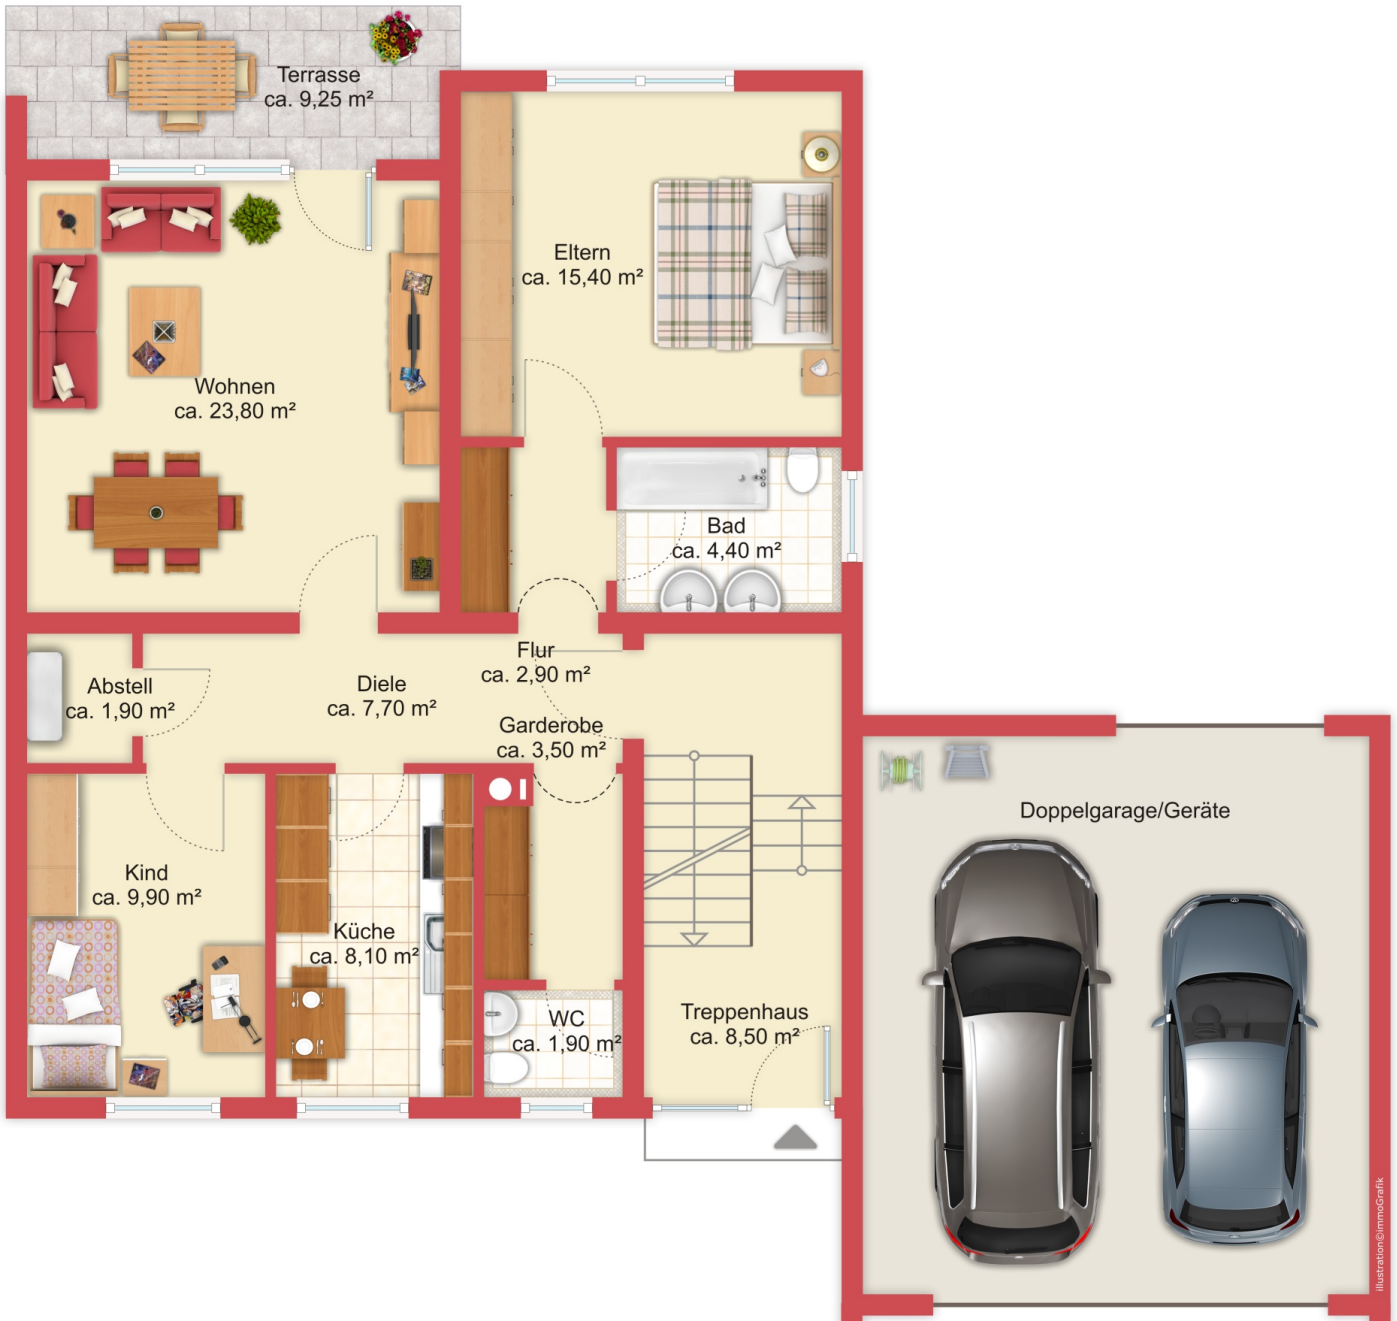 Terrasse
ca. 9,25 m²
Eltern
ca. 15,40 m²
Wohnen
ca. 23,80 m²
Bad
ca. 4,40 m²
Flur
ca. 2,90 m²
Abstell
ca. 1,90 m²
Diele
ca. 7,70 m²
Garderobe
ca. 3,50 m²
Doppelgarage/Geräte
Kind
ca. 9,90 m²
Küche
ca. 8,10 m²
WC
ca. 1,90 m²
Treppenhaus
ca. 8,50 m²
illustration©immoGrafik